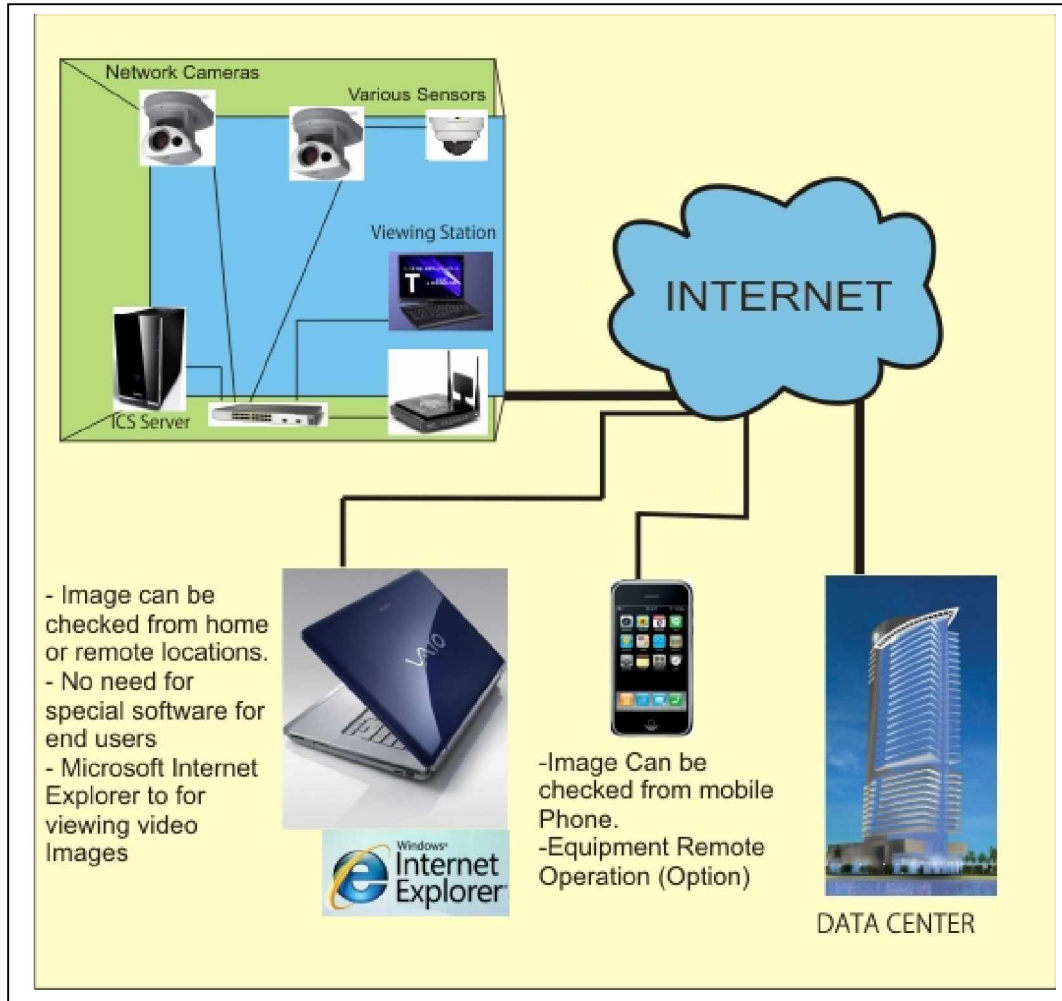 Network Cameras
Various Sensors
Viewing Station
T
INTERNET
ICS Server
- Image can be
checked from home
or remote locations.
- No need for
special software for
end users
- Microsoft Internet
Explorer to for
viewing video
Images
VAIO
Windows®
Internet
Explorer
-Image Can be
checked from mobile
Phone.
-Equipment Remote
Operation (Option)
DATA CENTER